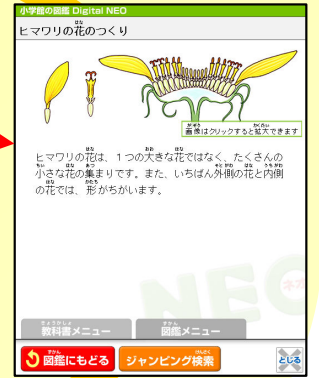 小学館の図鑑 Digital NEO
ヒマワリの花のつくり
画像はクリックすると拡大できます
ヒマワリの花は、1つの大きな花ではなく、たくさんの
小さな花の集まりです。また、いちばん外側の花と内側
の花では、形がちがいます。
NEO
ネオ
教科書メニュー
図鑑メニュー
図鑑にもどる
ジャンピング検索
とじる